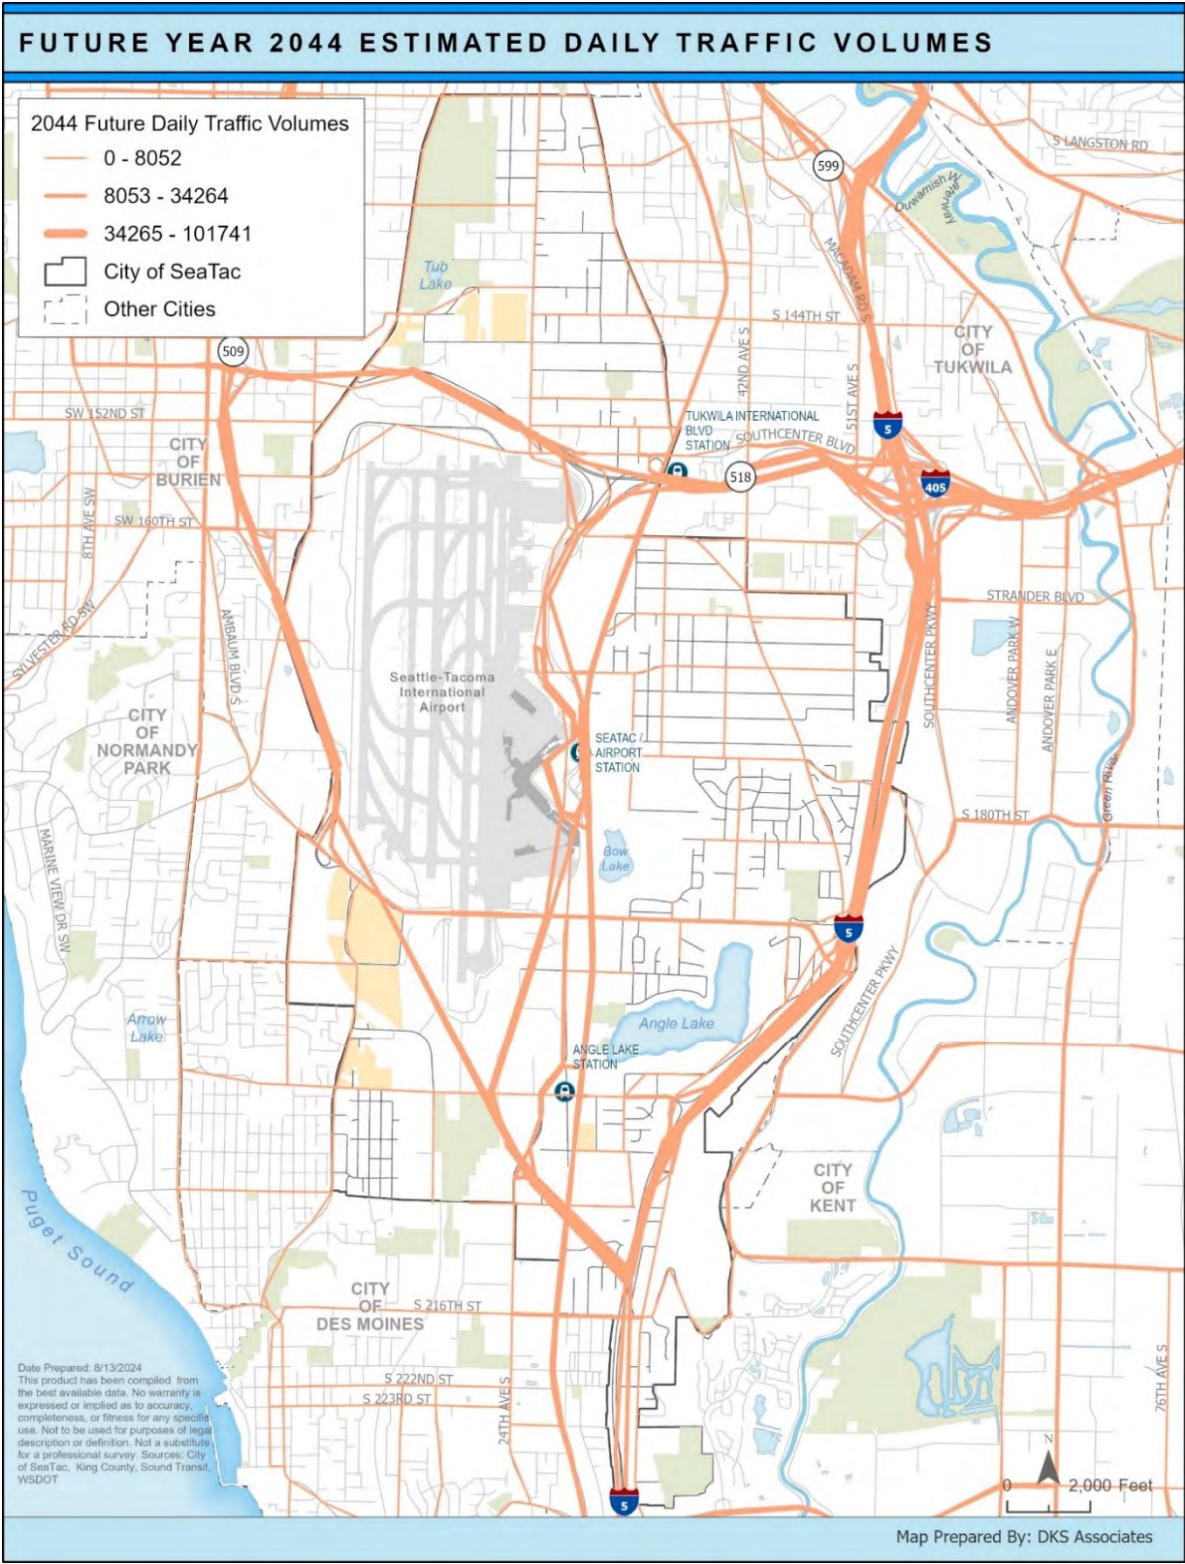 FUTURE YEAR 2044 ESTIMATED DAILY TRAFFIC VOLUMES
2044 Future Daily Traffic Volumes
0 - 8052
8053 - 34264
34265 - 101741
City of SeaTac
Other Cities
S LANGSTON RD
599
Duwamish Waterway
MACADAM RD S
Tub
Lake
S 144TH ST
CITY
OF
TUKWILA
509
42ND AVE S
51ST AVE S
SW 152ND ST
TUKWILA INTERNATIONAL
BLVD
STATION
SOUTHCENTER BLVD
5
CITY
OF
BURIEN
518
405
8TH AVE SW
SW 160TH ST
STRANDER BLVD
SYLVESTER RD SW
AMBAUM BLVD S
SOUTHCENTER PKWY
ANDOVER PARK W
ANDOVER PARK E
Seattle-Tacoma
International
Airport
CITY
OF
NORMANDY
PARK
SEATAC /
AIRPORT
STATION
Green River
S 180TH ST
MARINE VIEW DR SW
Bow
Lake
5
SOUTHCENTER PKWY
Arrow
Lake
Angle Lake
ANGLE LAKE
STATION
CITY
OF
KENT
Puget Sound
CITY
OF
DES MOINES
S 216TH ST
S 222ND ST
S 223RD ST
24TH AVE S
76TH AVE S
Date Prepared: 8/13/2024
This product has been compiled from
the best available data. No warranty is
expressed or implied as to accuracy,
completeness, or fitness for any specific
use. Not to be used for purposes of legal
description or definition. Not a substitute
for a professional survey. Sources: City
of SeaTac, King County, Sound Transit,
WSDOT
N
0 2,000 Feet
5
Map Prepared By: DKS Associates